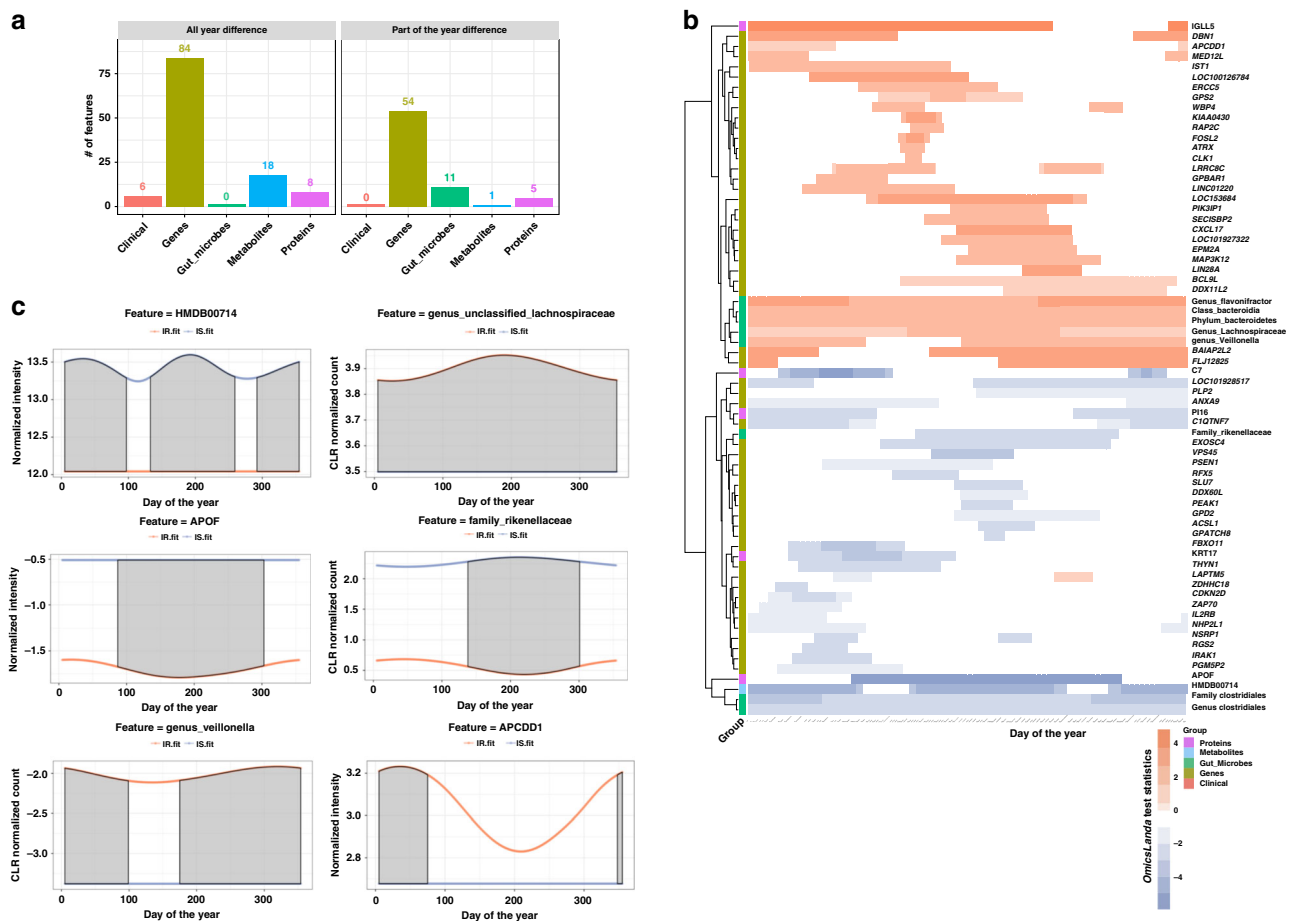 a
All year difference
Part of the year difference
# of features
75
50
25
0
6
84
0
18
8
0
54
11
1
5
Clinical
Genes
Gut_microbes
Metabolites
Proteins
Clinical
Genes
Gut_microbes
Metabolites
Proteins
b
IGLL5
DBN1
APCDD1
MED12L
IST1
LOC100126784
ERCC5
GPS2
WBP4
KIAA0430
RAP2C
FOSL2
ATRX
CLK1
LRRC8C
GPBAR1
LINC01220
LOC153684
PIK3IP1
SECISBP2
CXCL17
LOC101927322
EPM2A
MAP3K12
LIN28A
BCL9L
DDX11L2
Genus_flavonifractor
Class_bacteroidia
Phylum_bacteroidetes
Genus_Lachnospiraceae
genus_Veillonella
BAIAP2L2
FLJ12825
C7
LOC101928517
PLP2
ANXA9
PI16
C1QTNF7
Family_rikenellaceae
EXOSC4
VPS45
PSEN1
RFX5
SLU7
DDX60L
PEAK1
GPD2
ACSL1
GPATCH8
FBXO11
KRT17
THYN1
LAPTM5
ZDHHC18
CDKN2D
ZAP70
IL2RB
NHP2L1
NSRP1
RGS2
IRAK1
PGM5P2
APOF
HMDB00714
Family clostridiales
Genus clostridiales
Group
Day of the year
OmicsLanda test statistics
4
2
0
−2
−4
Group
Proteins
Metabolites
Gut_Microbes
Genes
Clinical
c
Feature = HMDB00714
IR.fit IS.fit
Normalized intensity
13.5
13.0
12.5
12.0
0 100 200 300
Day of the year
Feature = genus_unclassified_lachnospiraceae
IR.fit IS.fit
CLR normalized count
3.9
3.8
3.7
3.6
3.5
0 100 200 300
Day of the year
Feature = APOF
IR.fit IS.fit
Normalized intensity
−0.5
−1.0
−1.5
0 100 200 300
Day of the year
Feature = family_rikenellaceae
IR.fit IS.fit
CLR normalized count
2.0
1.5
1.0
0.5
0 100 200 300
Day of the year
Feature = genus_veillonella
IR.fit IS.fit
CLR normalized count
−2.0
−2.5
−3.0
0 100 200 300
Day of the year
Feature = APCDD1
IR.fit IS.fit
Normalized intensity
3.2
3.0
2.8
0 100 200 300
Day of the year